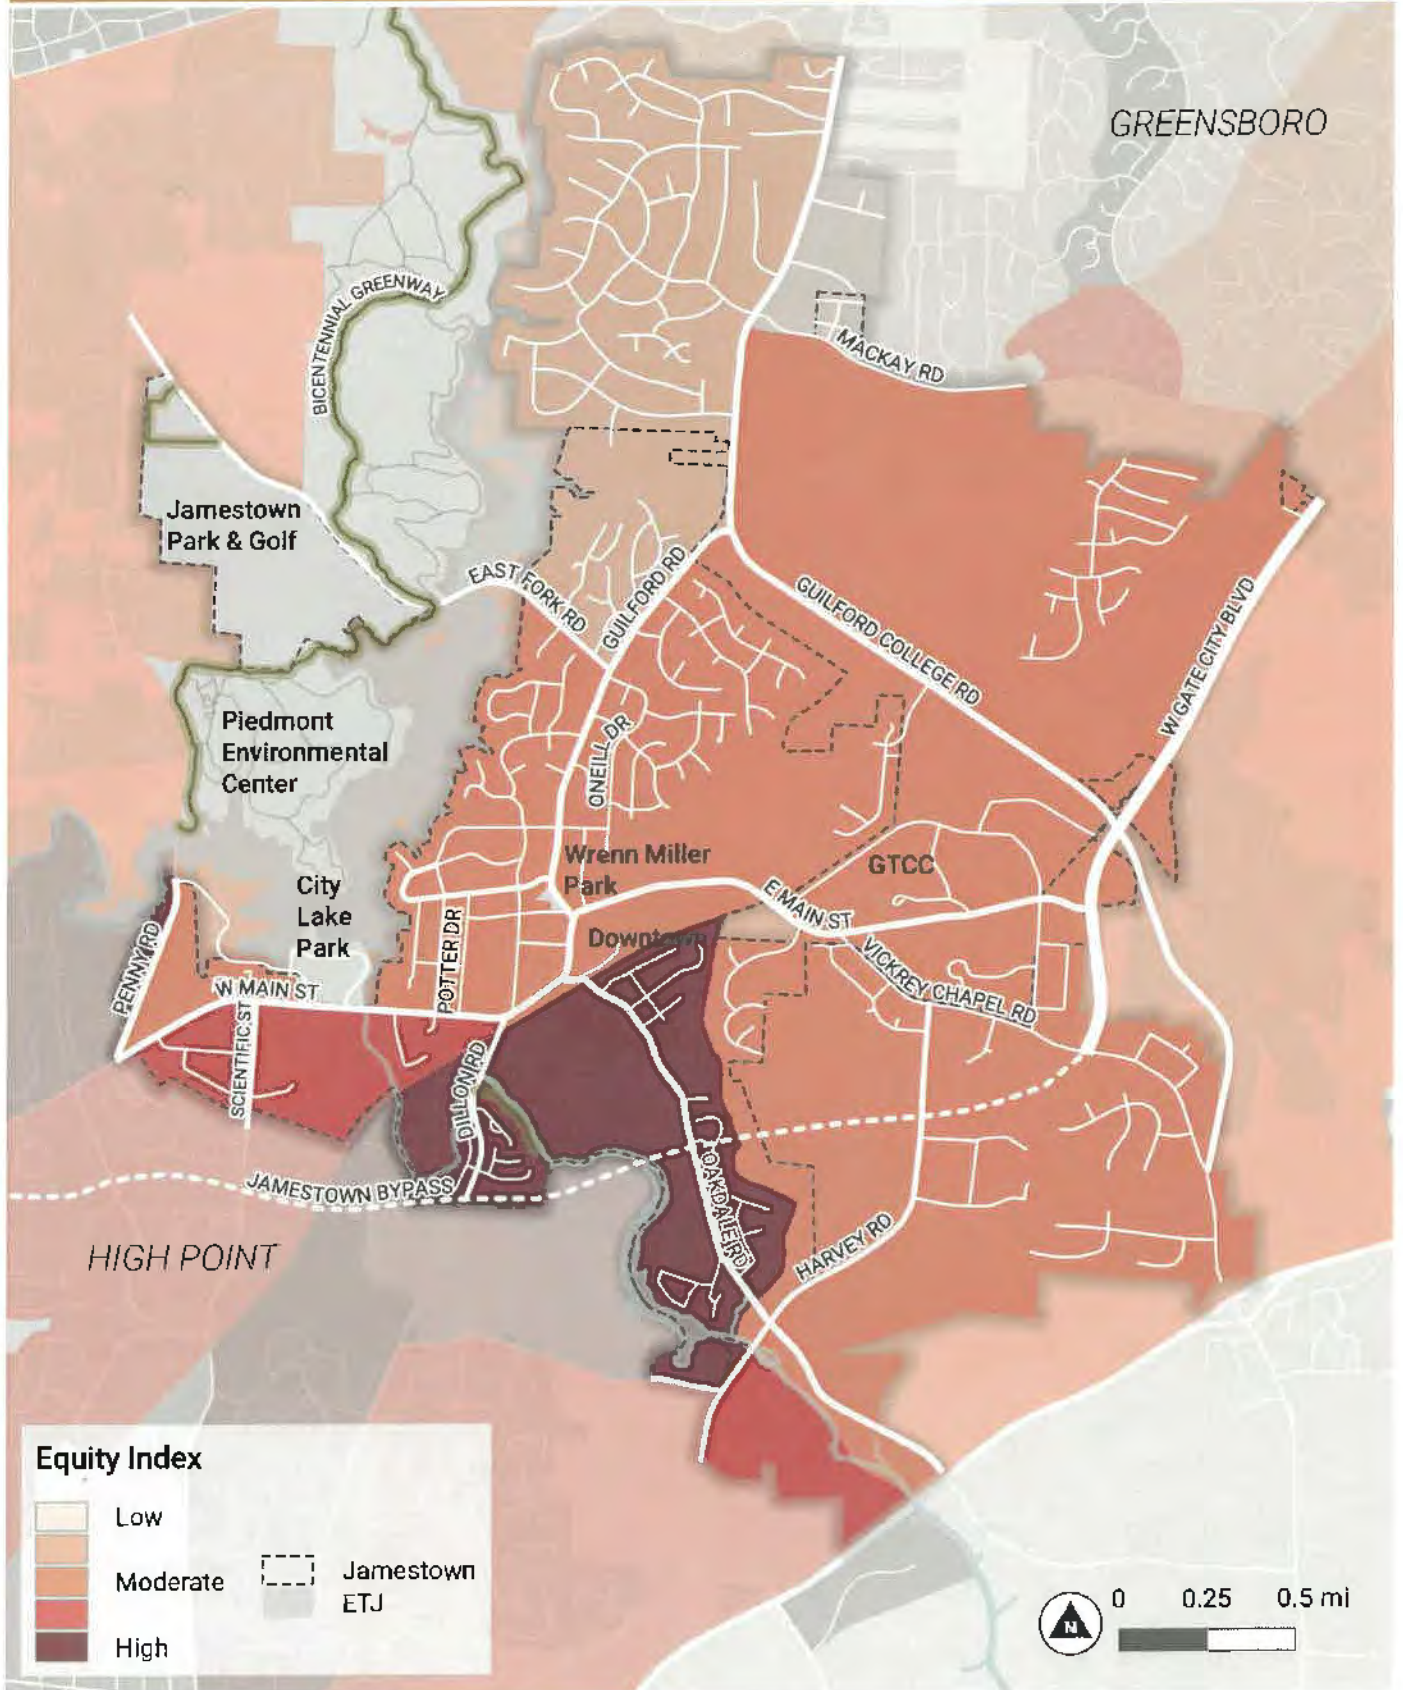 GREENSBORO
BICENTENNIAL GREENWAY
MACKAY RD
Jamestown
Park & Golf
EAST FORK RD
GUILFORD RD
GUILFORD COLLEGE RD
W GATE CITY BLVD
Piedmont
Environmental
Center
ONEILL DR
Wrenn Miller
Park
GTCC
City
Lake
Park
E MAIN ST
POTTER DR
Downtown
PENNY RD
W MAIN ST
VICKREY CHAPEL RD
SCIENTIFIC ST
DILLON RD
JAMESTOWN BYPASS
OAKDALE RD
HARVEY RD
HIGH POINT
Equity Index
Low
Moderate
High
Jamestown
ETJ
N
0 0.25 0.5 mi